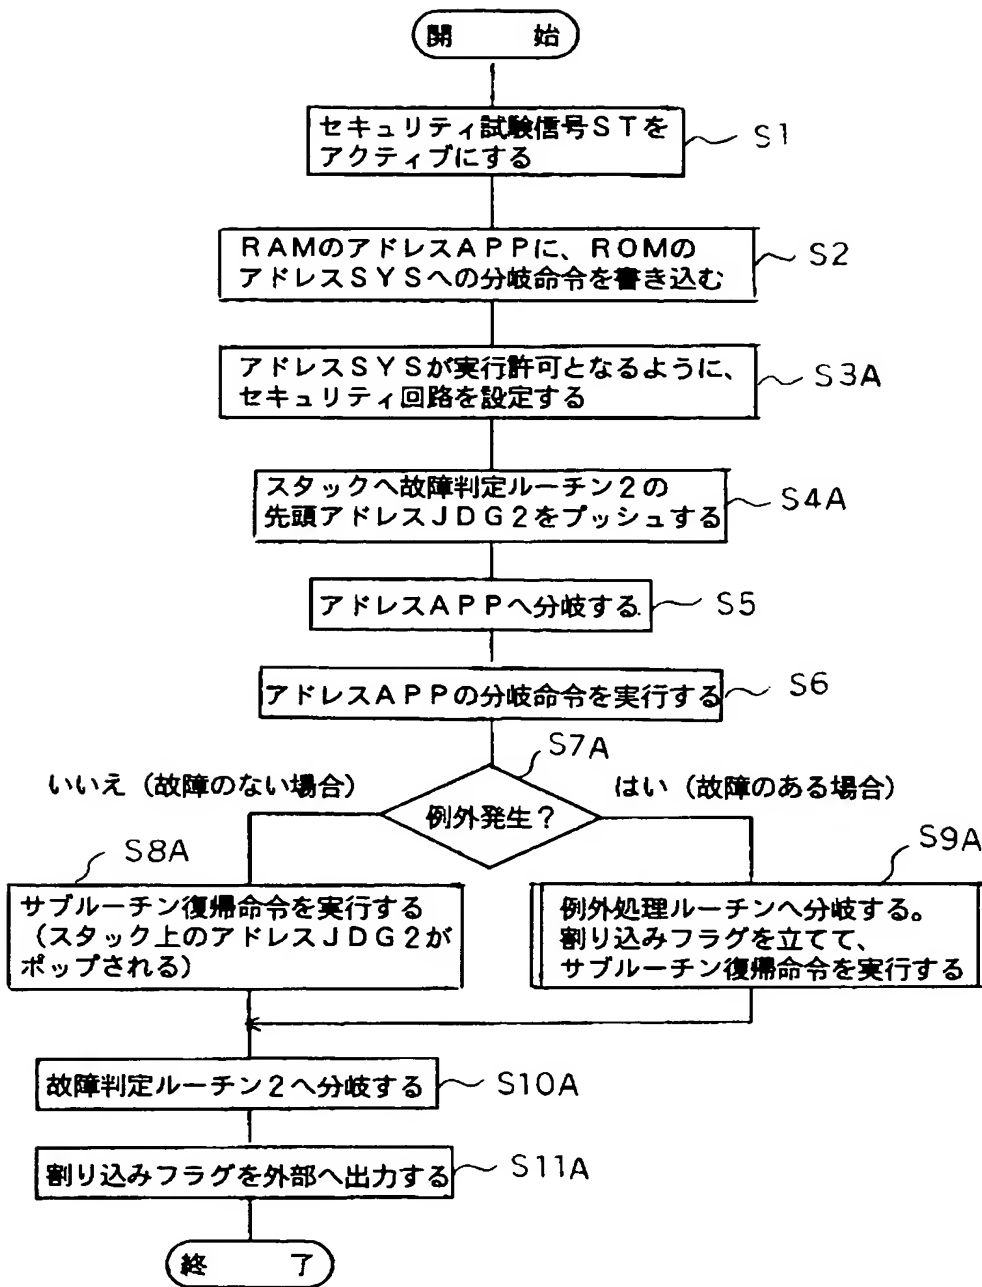 開 始
セキュリティ試験信号STを
アクティブにする
S1
RAMのアドレスAPPに、ROMの
アドレスSYSへの分岐命令を書き込む
S2
アドレスSYSが実行許可となるように、
セキュリティ回路を設定する
S3A
スタックへ故障判定ルーチン2の
先頭アドレスJDG2をプッシュする
S4A
アドレスAPPへ分岐する
S5
アドレスAPPの分岐命令を実行する
S6
S7A
例外発生?
いいえ(故障のない場合)
はい(故障のある場合)
S8A
サブルーチン復帰命令を実行する
(スタック上のアドレスJDG2が
ポップされる)
S9A
例外処理ルーチンへ分岐する。
割り込みフラグを立てて、
サブルーチン復帰命令を実行する
故障判定ルーチン2へ分岐する
S10A
割り込みフラグを外部へ出力する
S11A
終 了